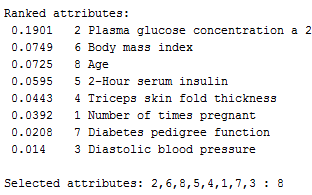 Ranked attributes:
0.1901 2 Plasma glucose concentration a 2
0.0749 6 Body mass index
0.0725 8 Age
0.0595 5 2-Hour serum insulin
0.0443 4 Triceps skin fold thickness
0.0392 1 Number of times pregnant
0.0208 7 Diabetes pedigree function
0.014 3 Diastolic blood pressure
Selected attributes: 2,6,8,5,4,1,7,3 : 8